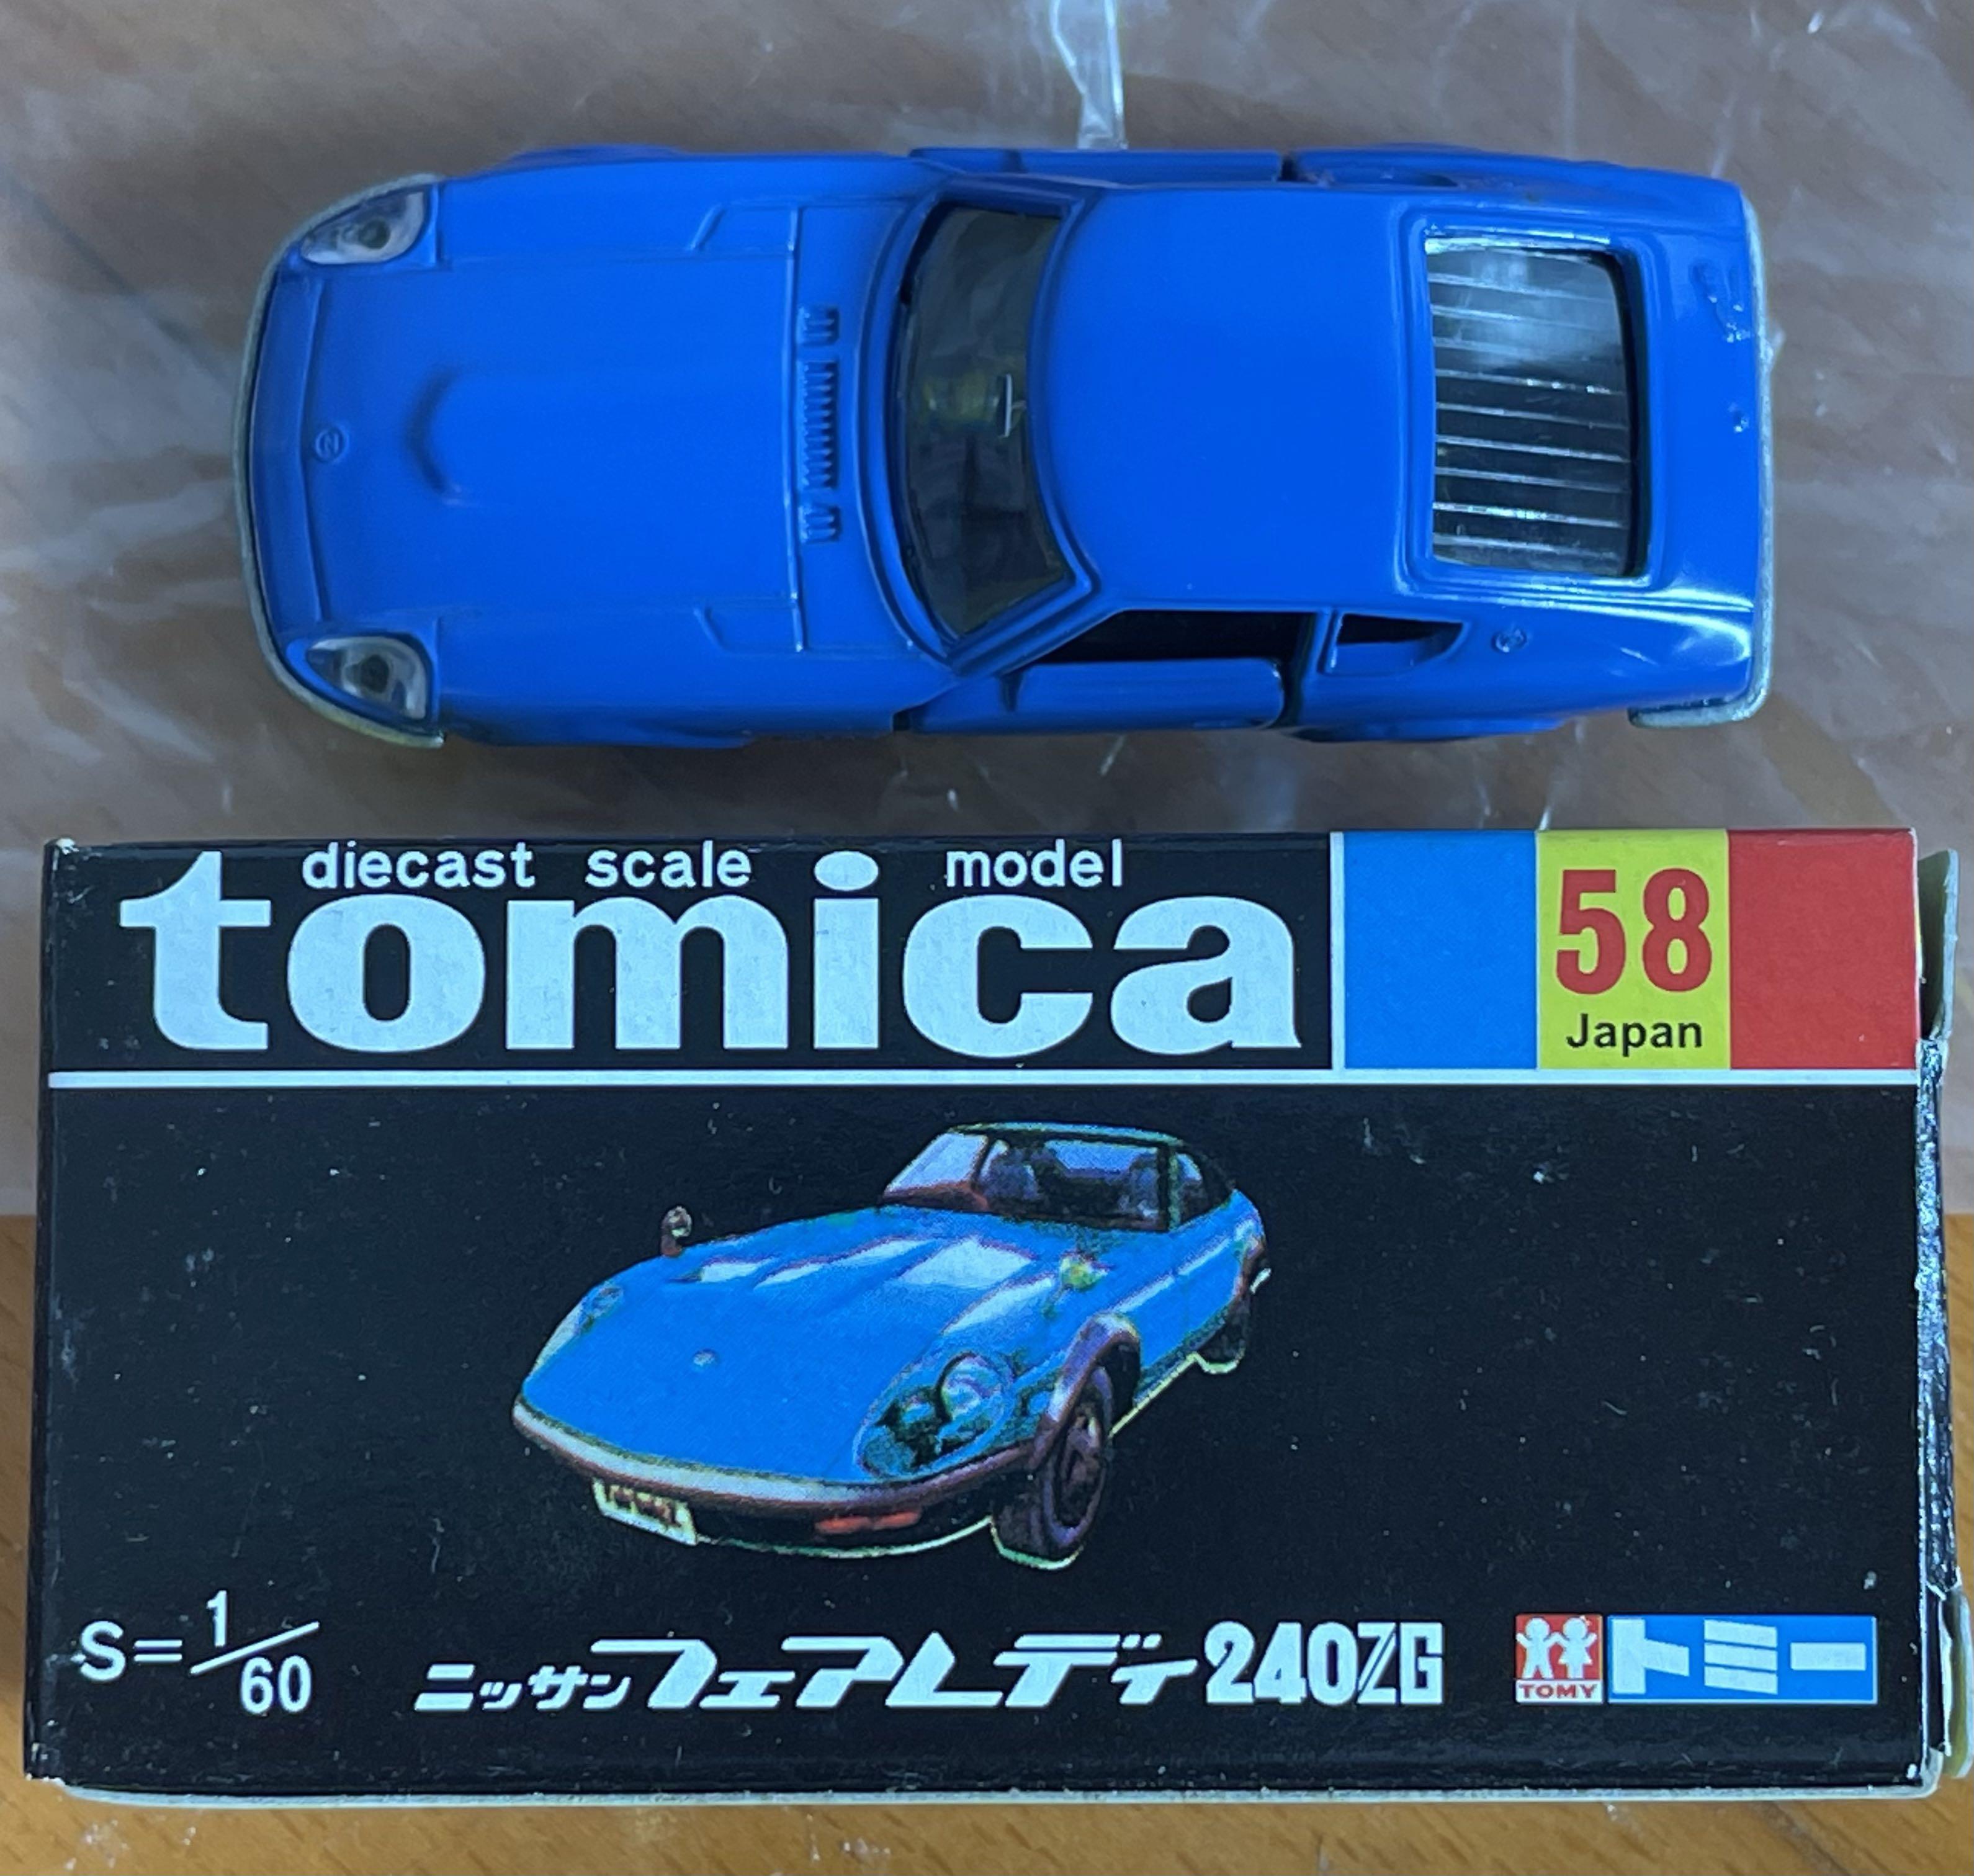 diecast scale model
tomica
58
Japan
S=1/60
ニッサンフェアレディ240ZG
TOMY
トミー